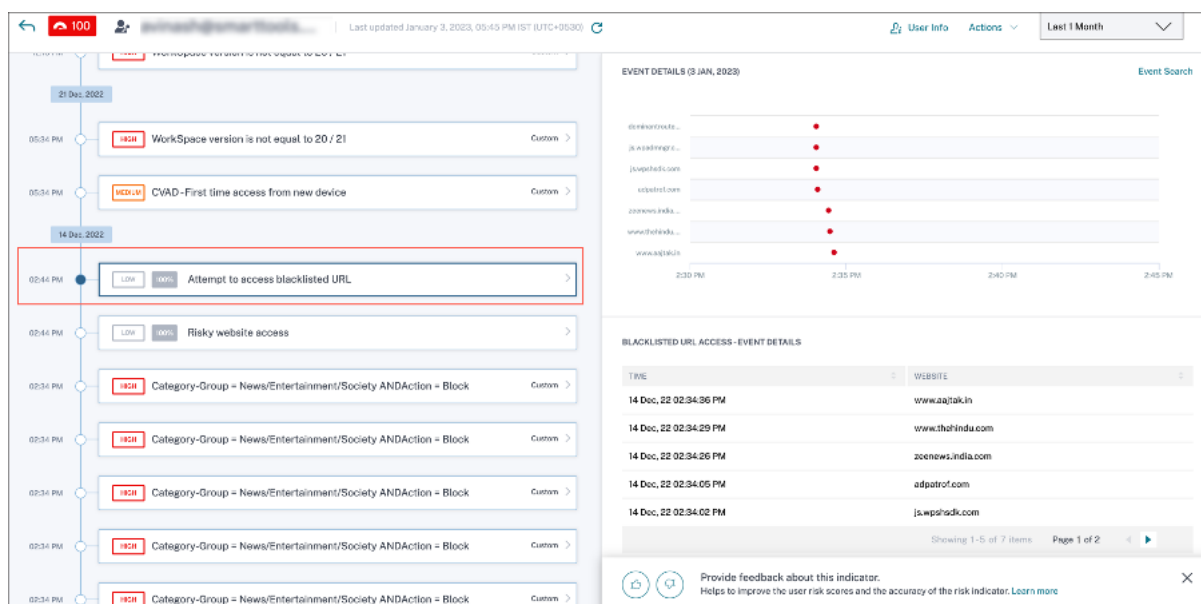 100
Last updated January 3, 2023, 05:45 PM IST (UTC+0530)
User Info
Actions
Last 1 Month
WorkSpace version is not equal to 20 / 21
21 Dec, 2022
05:34 PM
HIGH
WorkSpace version is not equal to 20 / 21
Custom
05:34 PM
MEDIUM
CVAD -First time access from new device
Custom
14 Dec, 2022
02:44 PM
LOW
100%
Attempt to access blacklisted URL
02:44 PM
LOW
100%
Risky website access
02:34 PM
HIGH
Category-Group = News/Entertainment/Society ANDAction = Block
Custom
02:34 PM
HIGH
Category-Group = News/Entertainment/Society ANDAction = Block
Custom
02:34 PM
HIGH
Category-Group = News/Entertainment/Society ANDAction = Block
Custom
02:34 PM
HIGH
Category-Group = News/Entertainment/Society ANDAction = Block
Custom
02:34 PM
HIGH
Category-Group = News/Entertainment/Society ANDAction = Block
Custom
EVENT DETAILS (3 JAN, 2023)
Event Search
js.wpshsdk.com
adpatrof.com
zeenews.india...
www.thehindu...
www.aajtak.in
2:30 PM
2:35 PM
2:40 PM
2:45 PM
BLACKLISTED URL ACCESS - EVENT DETAILS
TIME
WEBSITE
14 Dec, 22 02:34:36 PM
www.aajtak.in
14 Dec, 22 02:34:29 PM
www.thehindu.com
14 Dec, 22 02:34:26 PM
zeenews.india.com
14 Dec, 22 02:34:05 PM
adpatrof.com
14 Dec, 22 02:34:02 PM
js.wpshsdk.com
Showing 1-5 of 7 items
Page 1 of 2
Provide feedback about this indicator.
Helps to improve the user risk scores and the accuracy of the risk indicator. Learn more